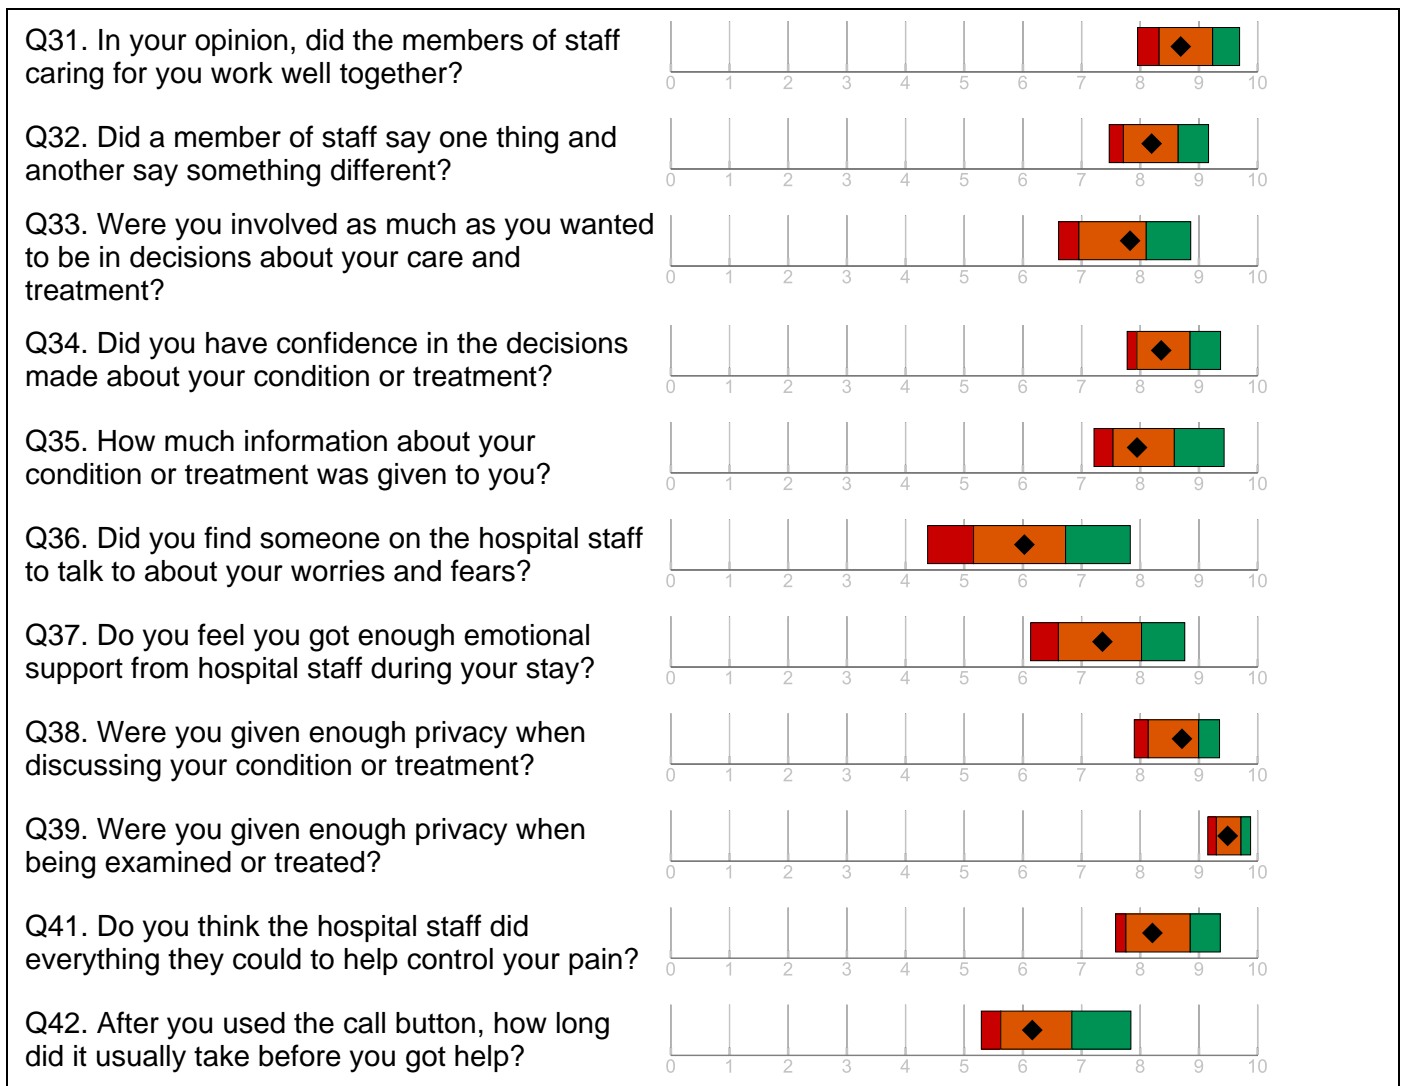 Q31. In your opinion, did the members of staff
caring for you work well together?
0 1 2 3 4 5 6 7 8 9 10
Q32. Did a member of staff say one thing and
another say something different?
0 1 2 3 4 5 6 7 8 9 10
Q33. Were you involved as much as you wanted
to be in decisions about your care and
treatment?
0 1 2 3 4 5 6 7 8 9 10
Q34. Did you have confidence in the decisions
made about your condition or treatment?
0 1 2 3 4 5 6 7 8 9 10
Q35. How much information about your
condition or treatment was given to you?
0 1 2 3 4 5 6 7 8 9 10
Q36. Did you find someone on the hospital staff
to talk to about your worries and fears?
0 1 2 3 4 5 6 7 8 9 10
Q37. Do you feel you got enough emotional
support from hospital staff during your stay?
0 1 2 3 4 5 6 7 8 9 10
Q38. Were you given enough privacy when
discussing your condition or treatment?
0 1 2 3 4 5 6 7 8 9 10
Q39. Were you given enough privacy when
being examined or treated?
0 1 2 3 4 5 6 7 8 9 10
Q41. Do you think the hospital staff did
everything they could to help control your pain?
0 1 2 3 4 5 6 7 8 9 10
Q42. After you used the call button, how long
did it usually take before you got help?
0 1 2 3 4 5 6 7 8 9 10